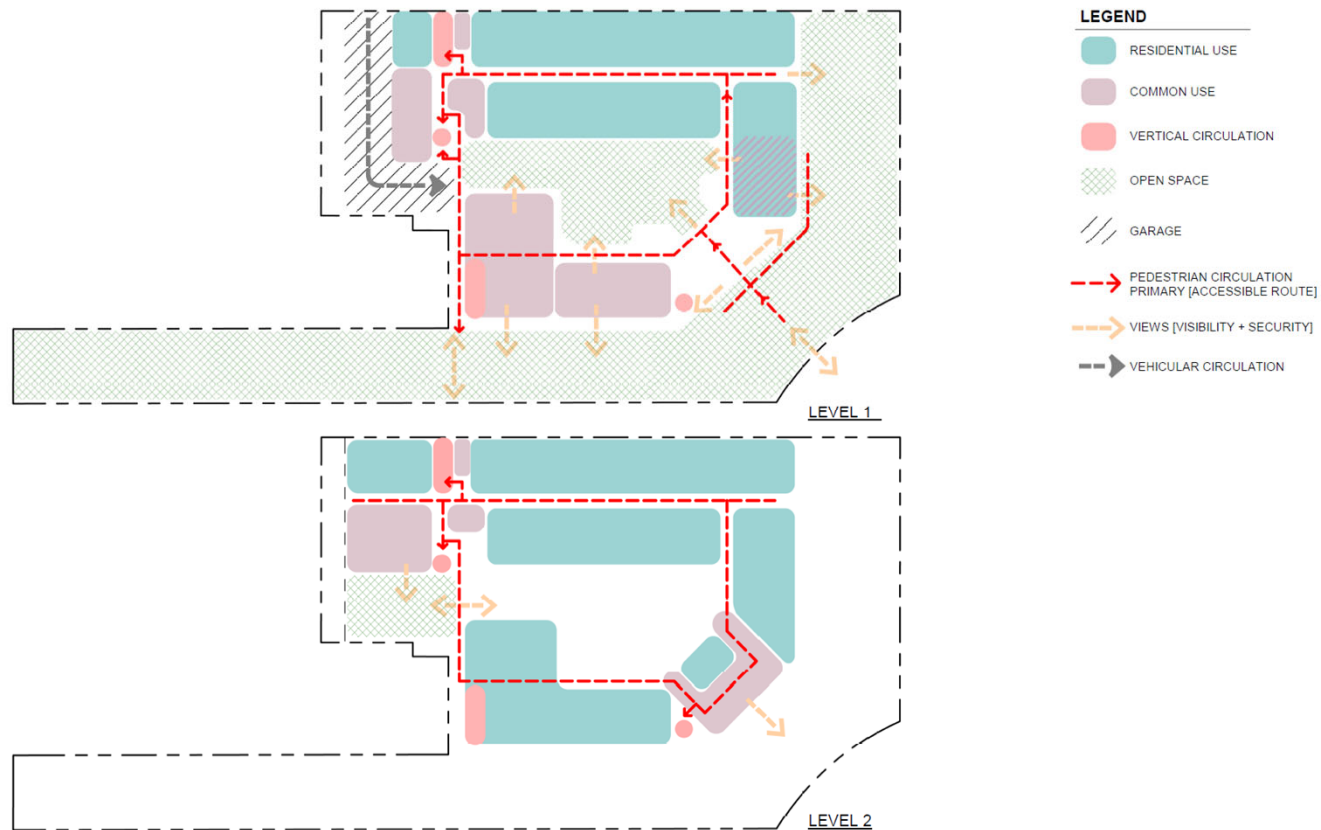 LEGEND
RESIDENTIAL USE
COMMON USE
VERTICAL CIRCULATION
OPEN SPACE
GARAGE
PEDESTRIAN CIRCULATION
PRIMARY [ACCESSIBLE ROUTE]
VIEWS [VISIBILITY + SECURITY]
VEHICULAR CIRCULATION
LEVEL 1
LEVEL 2